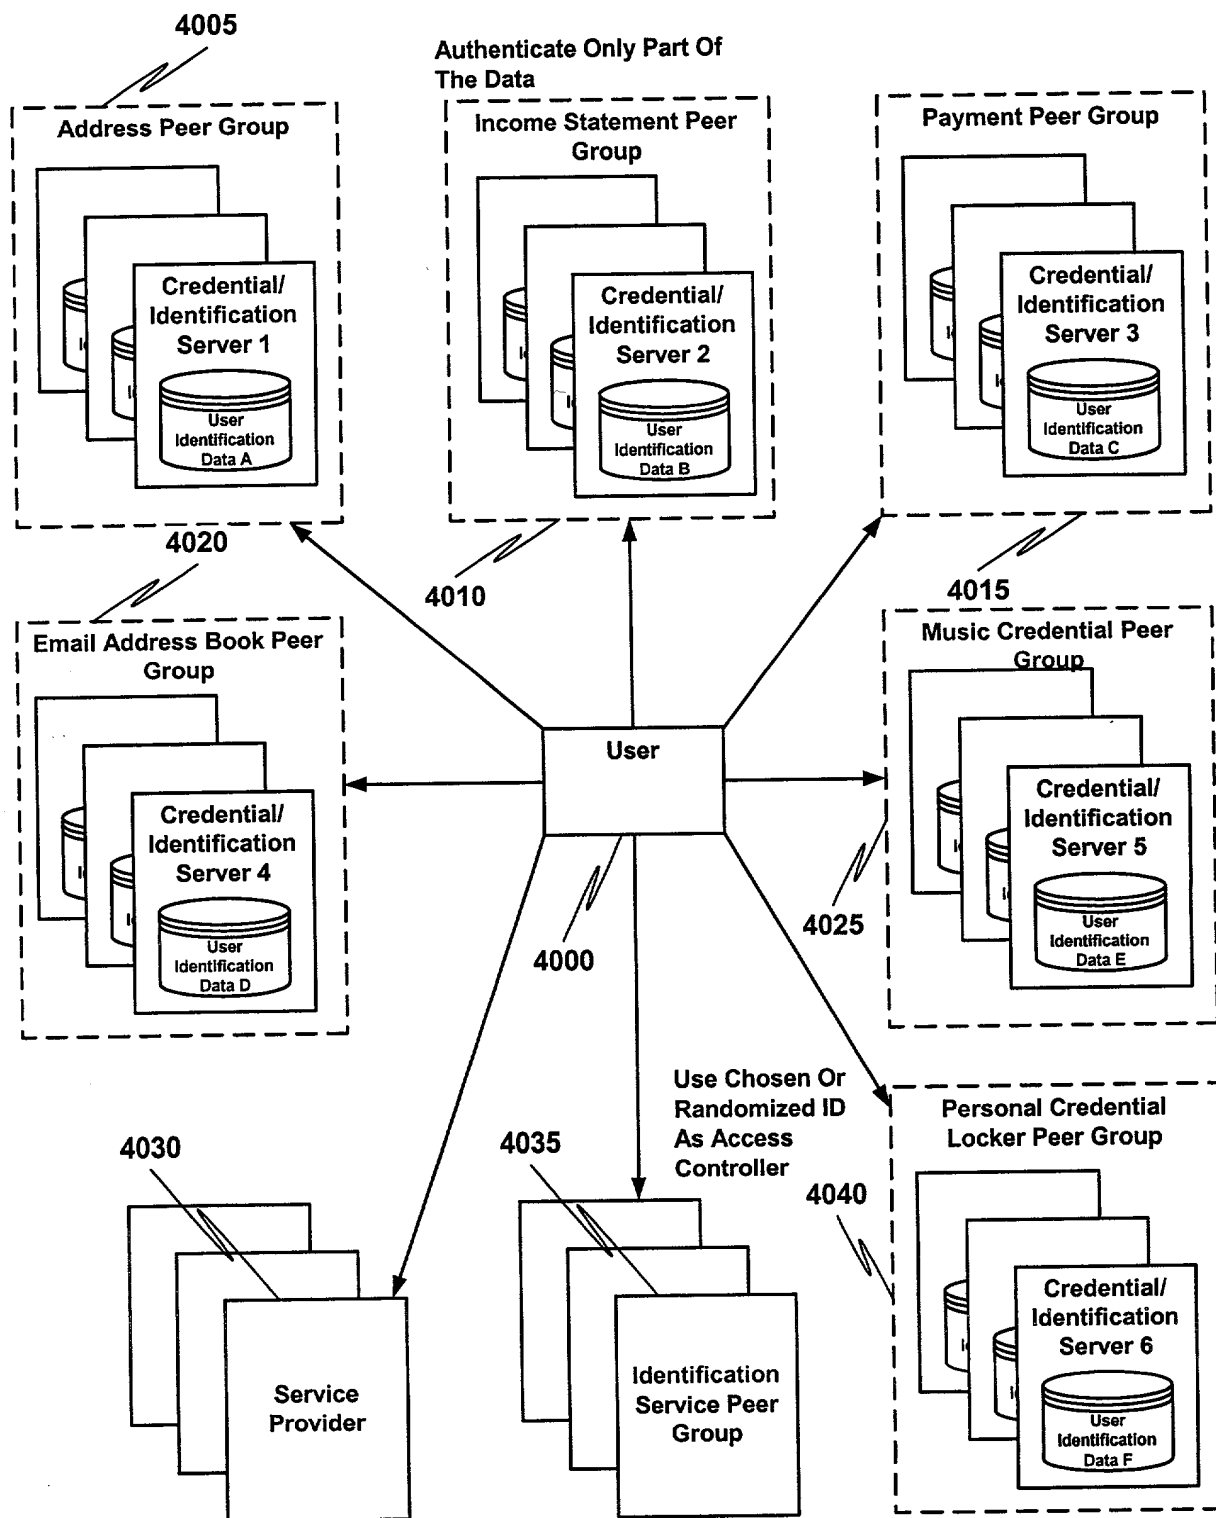 4005
Authenticate Only Part Of
The Data
Address Peer Group
Credential/
Identification
Server 1
User
Identification
Data A
Income Statement Peer
Group
Credential/
Identification
Server 2
User
Identification
Data B
Payment Peer Group
Credential/
Identification
Server 3
User
Identification
Data C
4020
4010
4015
Email Address Book Peer
Group
Credential/
Identification
Server 4
User
Identification
Data D
User
4000
Music Credential Peer
Group
Credential/
Identification
Server 5
User
Identification
Data E
4025
Use Chosen Or
Randomized ID
As Access
Controller
4030
Service
Provider
4035
Identification
Service Peer
Group
4040
Personal Credential
Locker Peer Group
Credential/
Identification
Server 6
User
Identification
Data F